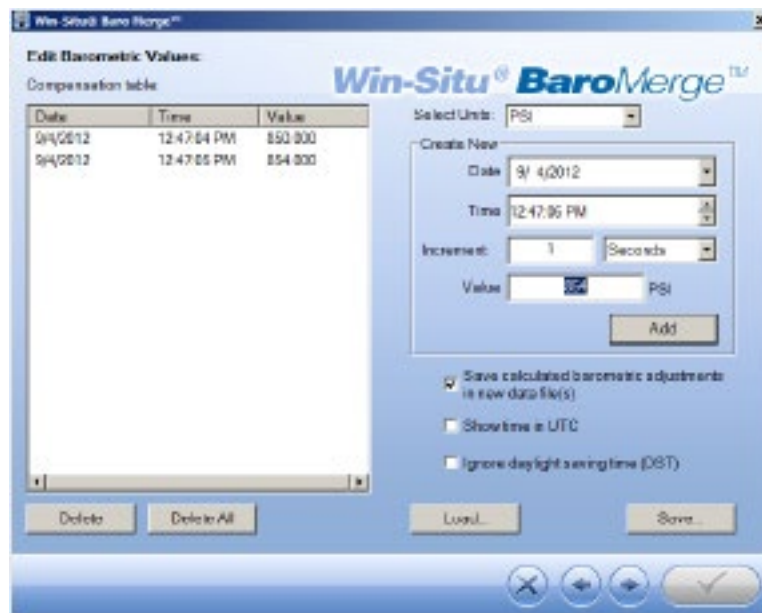 Win-Situ® Baro Merge™
Edit Barometric Values:
Win-Situ® BaroMerge™
Compensation table
Date Time Value
9/4/2012 12:47:04 PM 850.000
9/4/2012 12:47:05 PM 854.000
Select Units: PSI
Create New
Date 9/ 4/2012
Time 12:47:06 PM
Increment: 1 Seconds
Value 854 PSI
Add
Save calculated barometric adjustments
in new data file(s)
Show time in UTC
Ignore daylight saving time (DST)
Delete Delete All Load... Save...